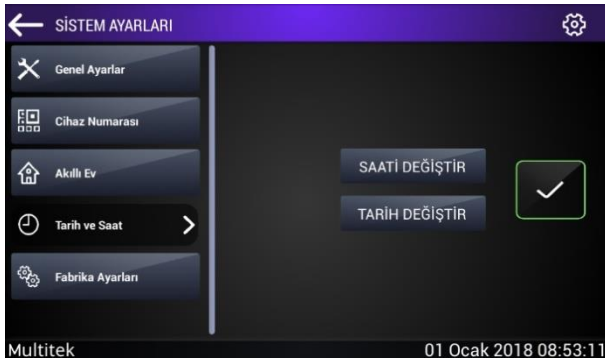 SİSTEM AYARLARI
Genel Ayarlar
Cihaz Numarası
Akıllı Ev
Tarih ve Saat
Fabrika Ayarları
SAATİ DEĞİŞTİR
TARİH DEĞİŞTİR
Multitek
01 Ocak 2018 08:53:11